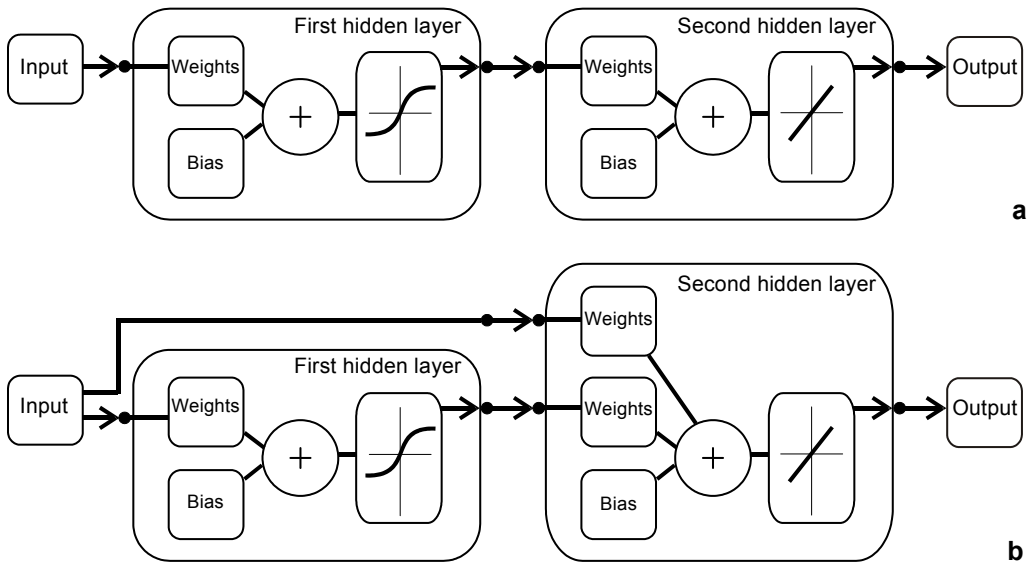 First hidden layer
Second hidden layer
Input
Weights
+
Bias
Weights
+
Bias
Output
a
Second hidden layer
Weights
First hidden layer
Input
Weights
+
Bias
Weights
+
Bias
Output
b